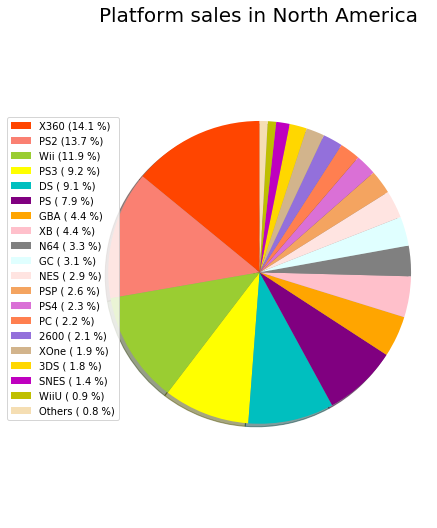 Platform sales in North America
X360 (14.1 %)
PS2 (13.7 %)
Wii (11.9 %)
PS3 ( 9.2 %)
DS ( 9.1 %)
PS ( 7.9 %)
GBA ( 4.4 %)
XB ( 4.4 %)
N64 ( 3.3 %)
GC ( 3.1 %)
NES ( 2.9 %)
PSP ( 2.6 %)
PS4 ( 2.3 %)
PC ( 2.2 %)
2600 ( 2.1 %)
XOne ( 1.9 %)
3DS ( 1.8 %)
SNES ( 1.4 %)
WiiU ( 0.9 %)
Others ( 0.8 %)